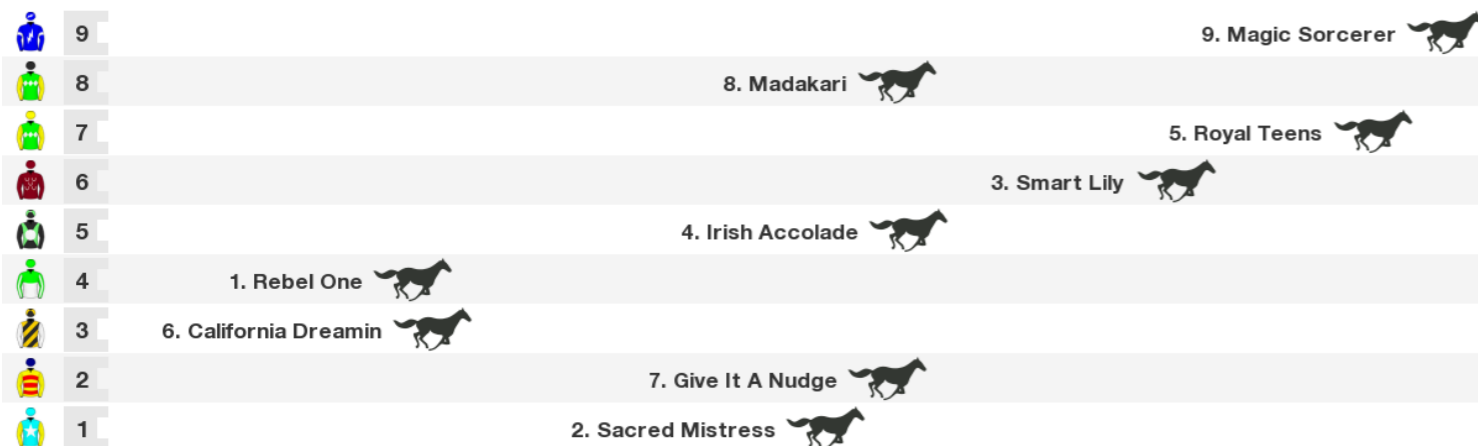 9 9. Magic Sorcerer
8 8. Madakari
7 5. Royal Teens
6 3. Smart Lily
5 4. Irish Accolade
4 1. Rebel One
3 6. California Dreamin
2 7. Give It A Nudge
1 2. Sacred Mistress